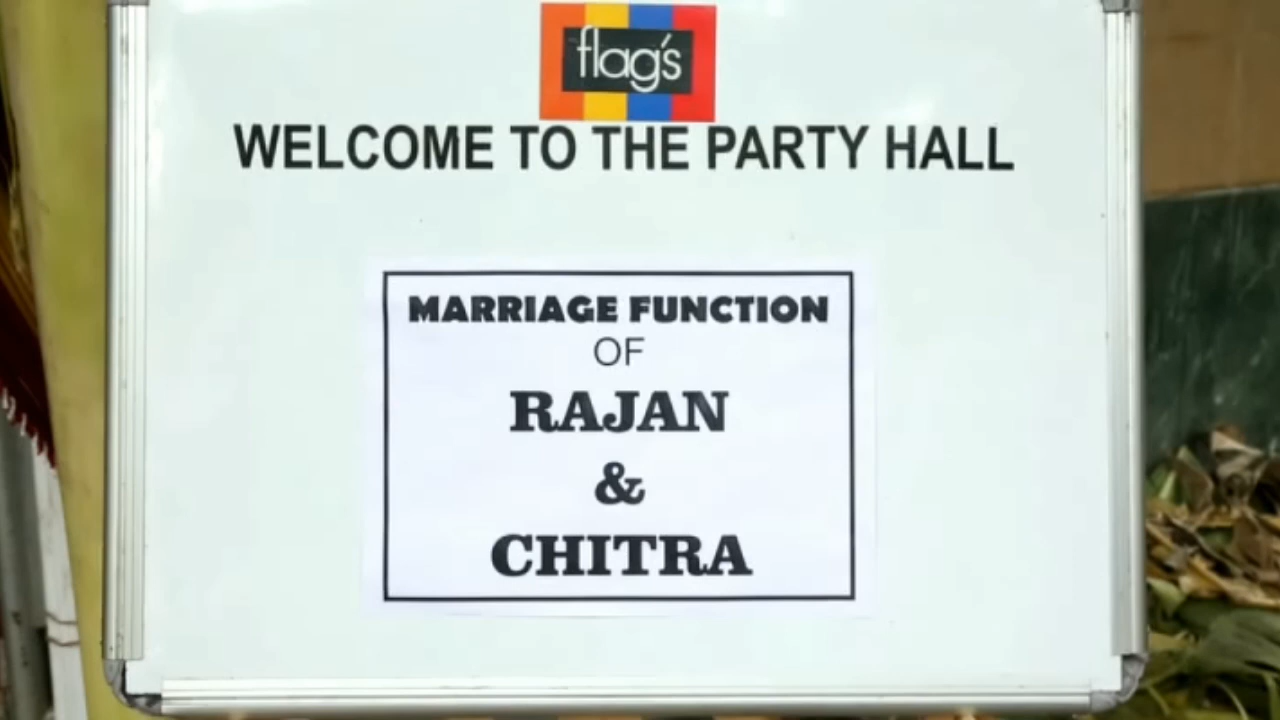 flag's
WELCOME TO THE PARTY HALL
MARRIAGE FUNCTION
OF
RAJAN
&
CHITRA